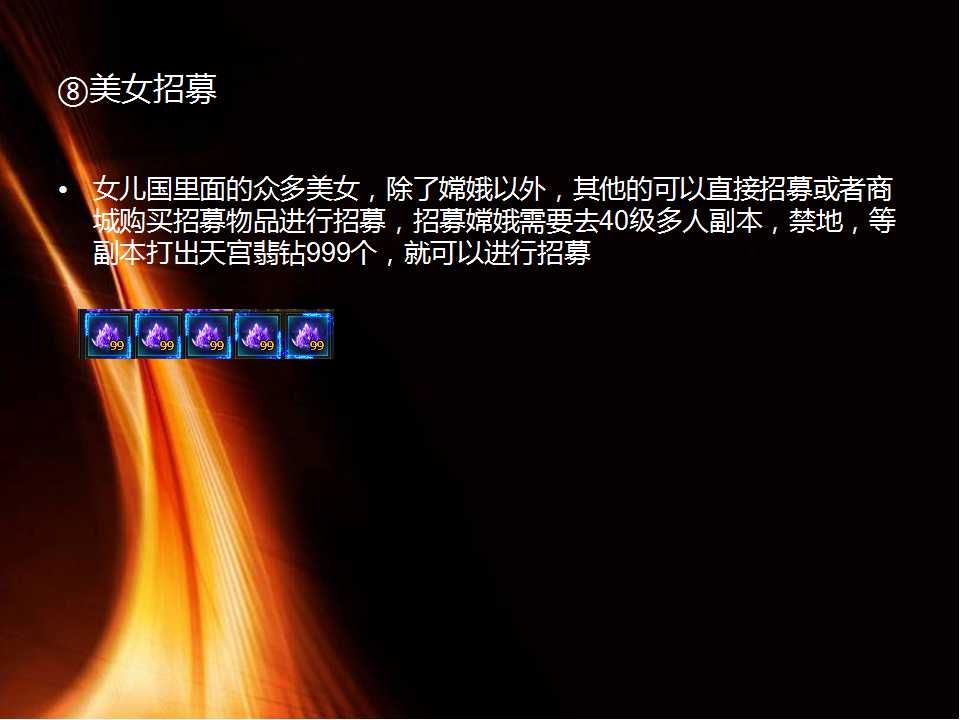 ⑧美女招募
• 女儿国里面的众多美女，除了嫦娥以外，其他的可以直接招募或者商
城购买招募物品进行招募，招募嫦娥需要去40级多人副本，禁地，等
副本打出天宫翡钻999个，就可以进行招募
99 99 99 99 99